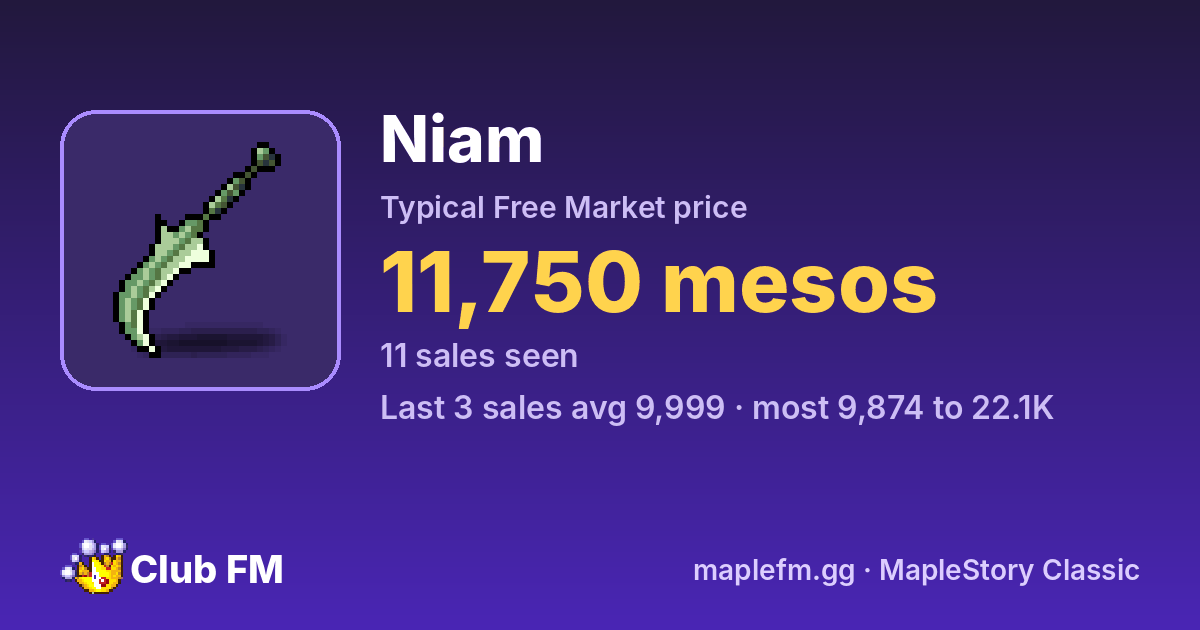 Niam
Typical Free Market price
11,750 mesos
11 sales seen
Last 3 sales avg 9,999 · most 9,874 to 22.1K
Club FM
maplefm.gg · MapleStory Classic